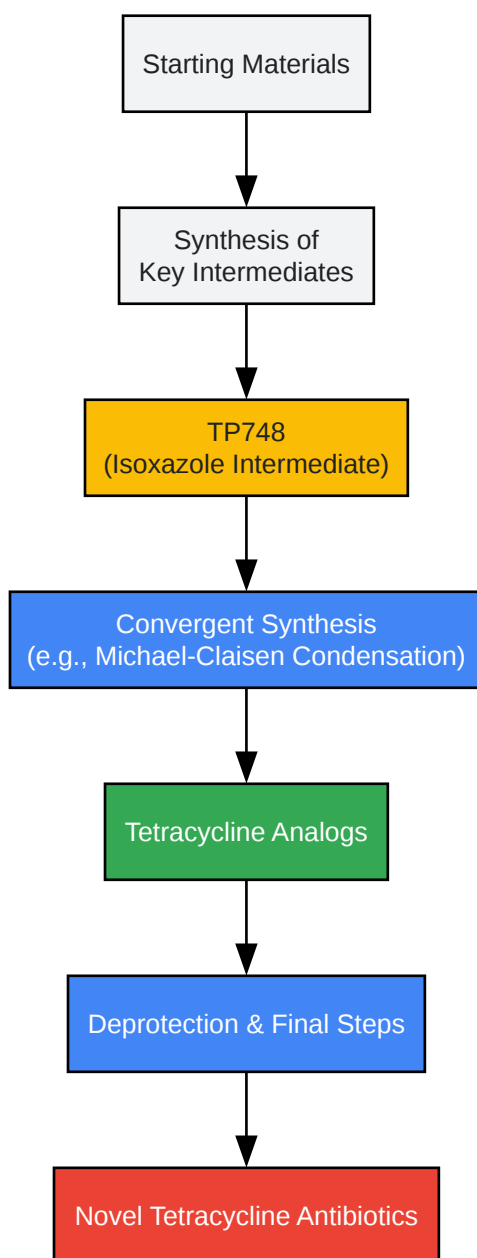 Starting Materials
Synthesis of
Key Intermediates
TP748
(Isoxazole Intermediate)
Convergent Synthesis
(e.g., Michael-Claisen Condensation)
Tetracycline Analogs
Deprotection & Final Steps
Novel Tetracycline Antibiotics